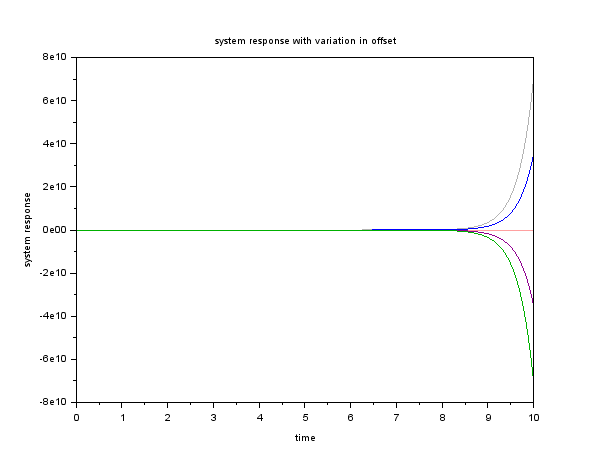 system response with variation in offset
8e10
6e10
4e10
2e10
0e00
-2e10
-4e10
-6e10
-8e10
system response
0 1 2 3 4 5 6 7 8 9 10
time